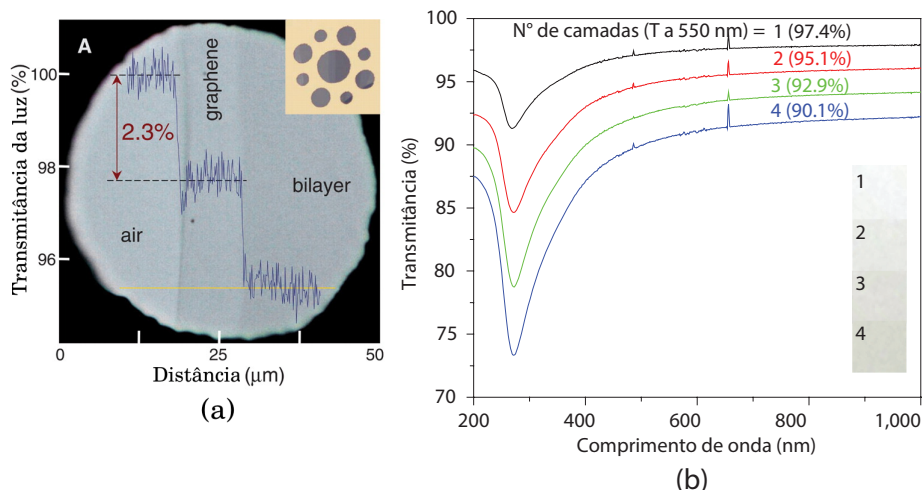 A
Transmitância da luz (%)
100
98
96
2.3%
air
graphene
bilayer
0
25
50
Distância (μm)
(a)
Transmitância (%)
100
95
90
85
80
75
70
N° de camadas (T a 550 nm) = 1 (97.4%)
2 (95.1%)
3 (92.9%)
4 (90.1%)
1
2
3
4
200
400
600
800
1,000
Comprimento de onda (nm)
(b)